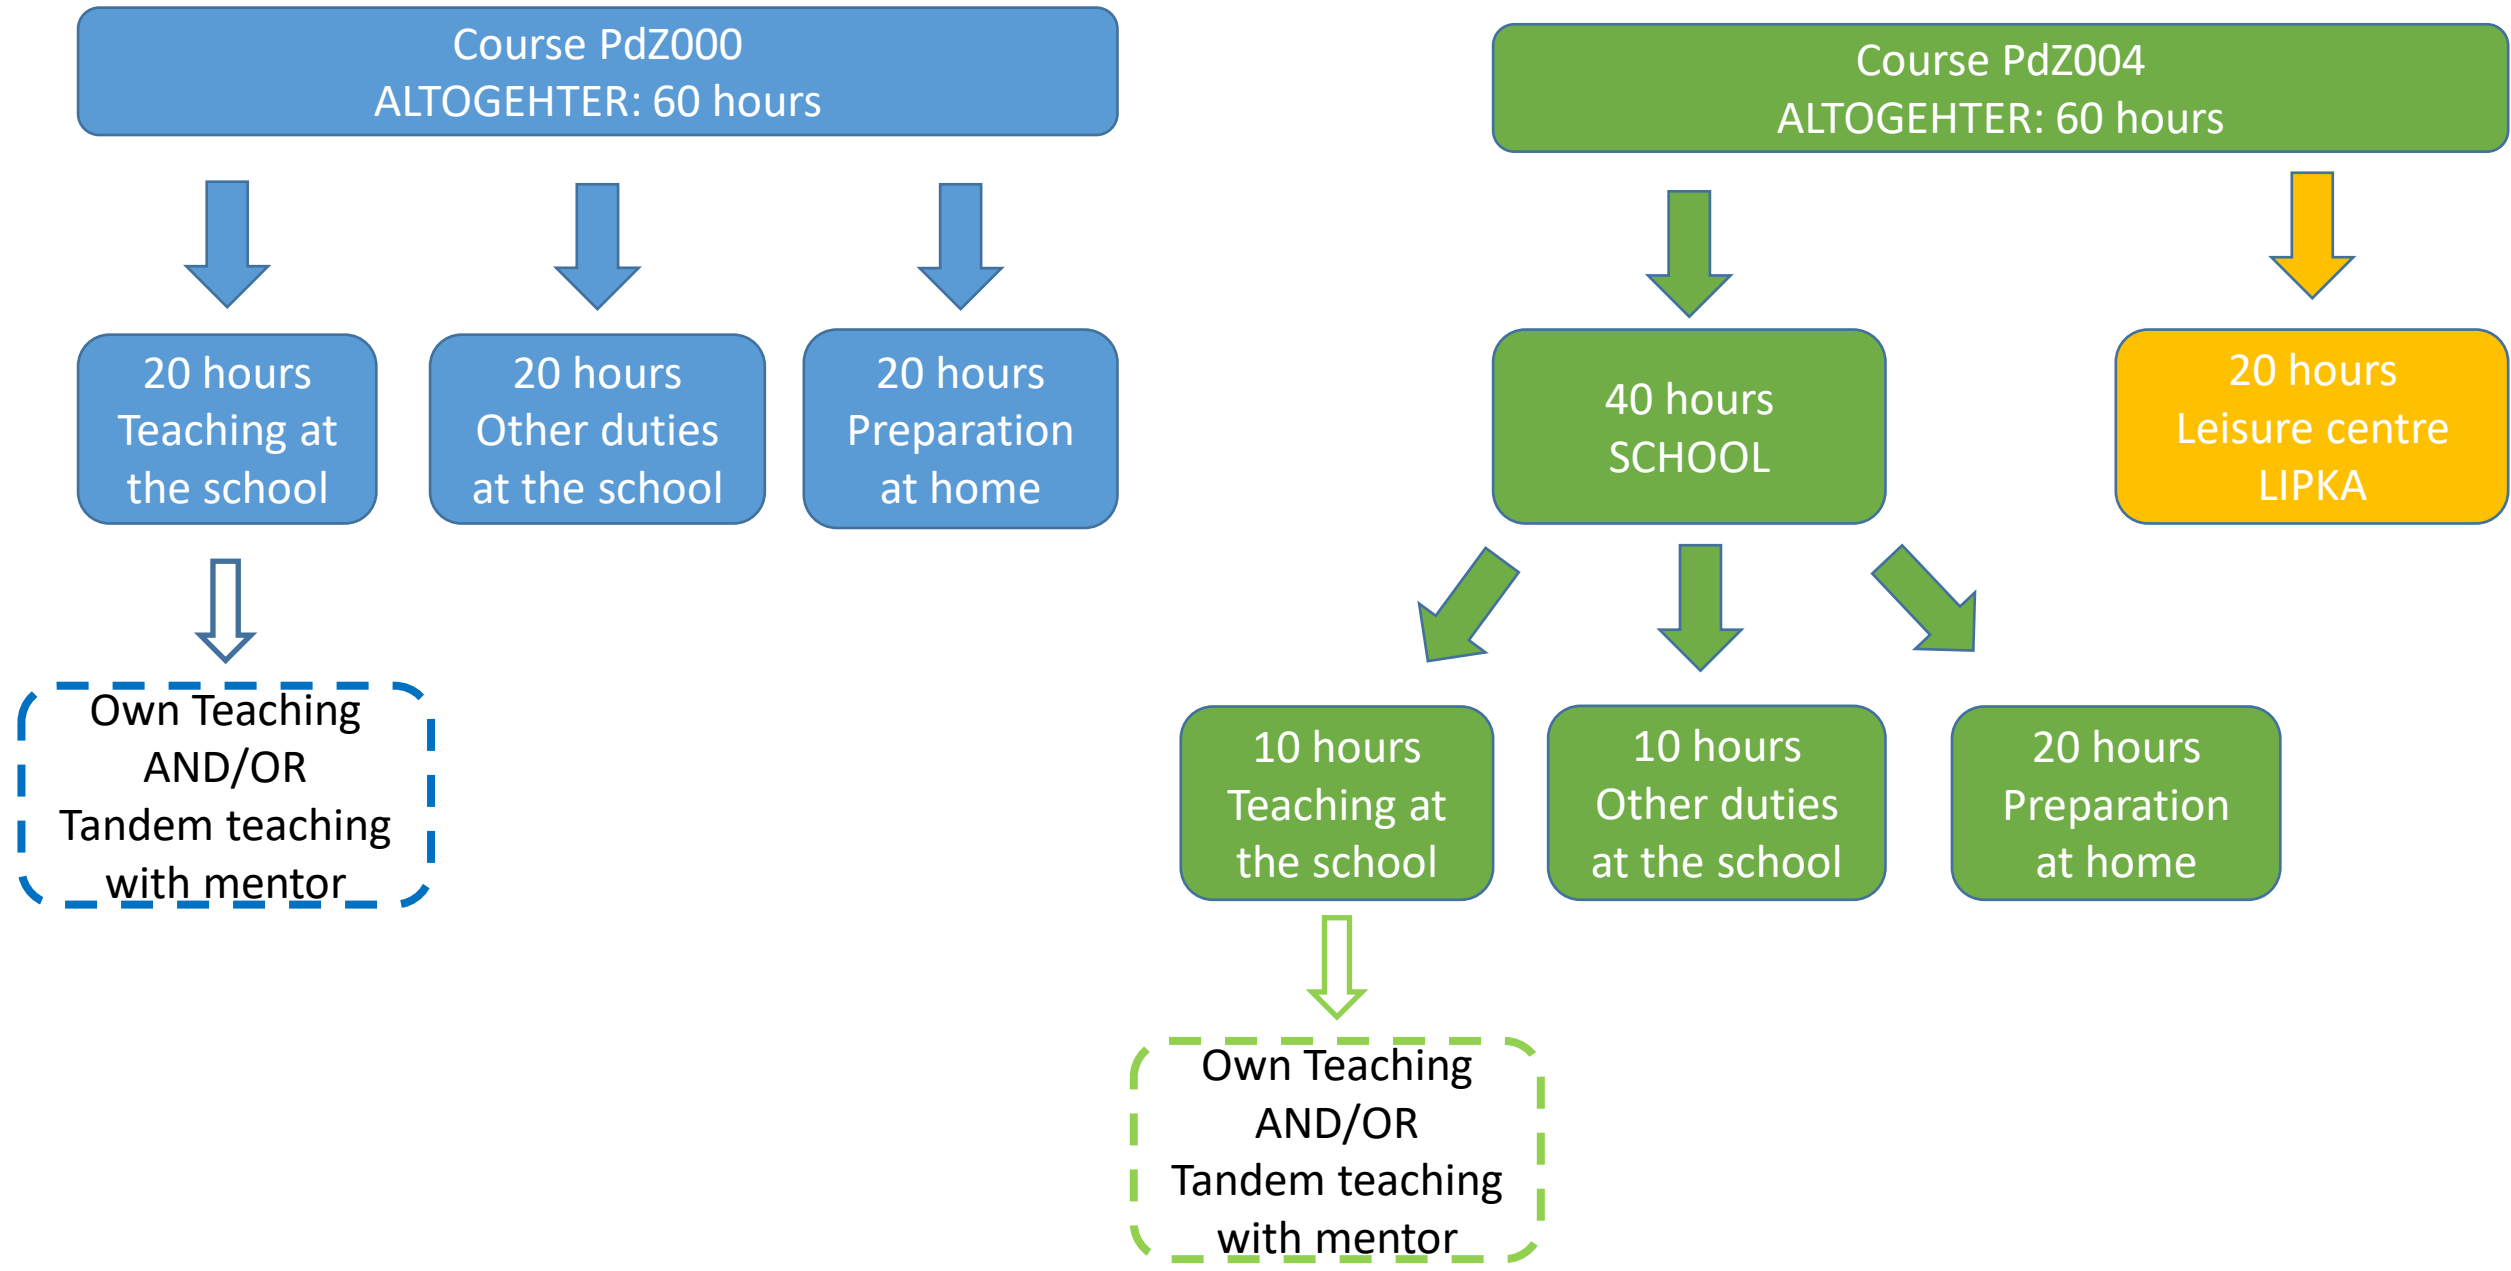 Course PdZ000
ALTOGEHTER: 60 hours
20 hours
Teaching at
the school
20 hours
Other duties
at the school
20 hours
Preparation
at home
Own Teaching
AND/OR
Tandem teaching
with mentor
Course PdZ004
ALTOGEHTER: 60 hours
40 hours
SCHOOL
20 hours
Leisure centre
LIPKA
10 hours
Teaching at
the school
10 hours
Other duties
at the school
20 hours
Preparation
at home
Own Teaching
AND/OR
Tandem teaching
with mentor